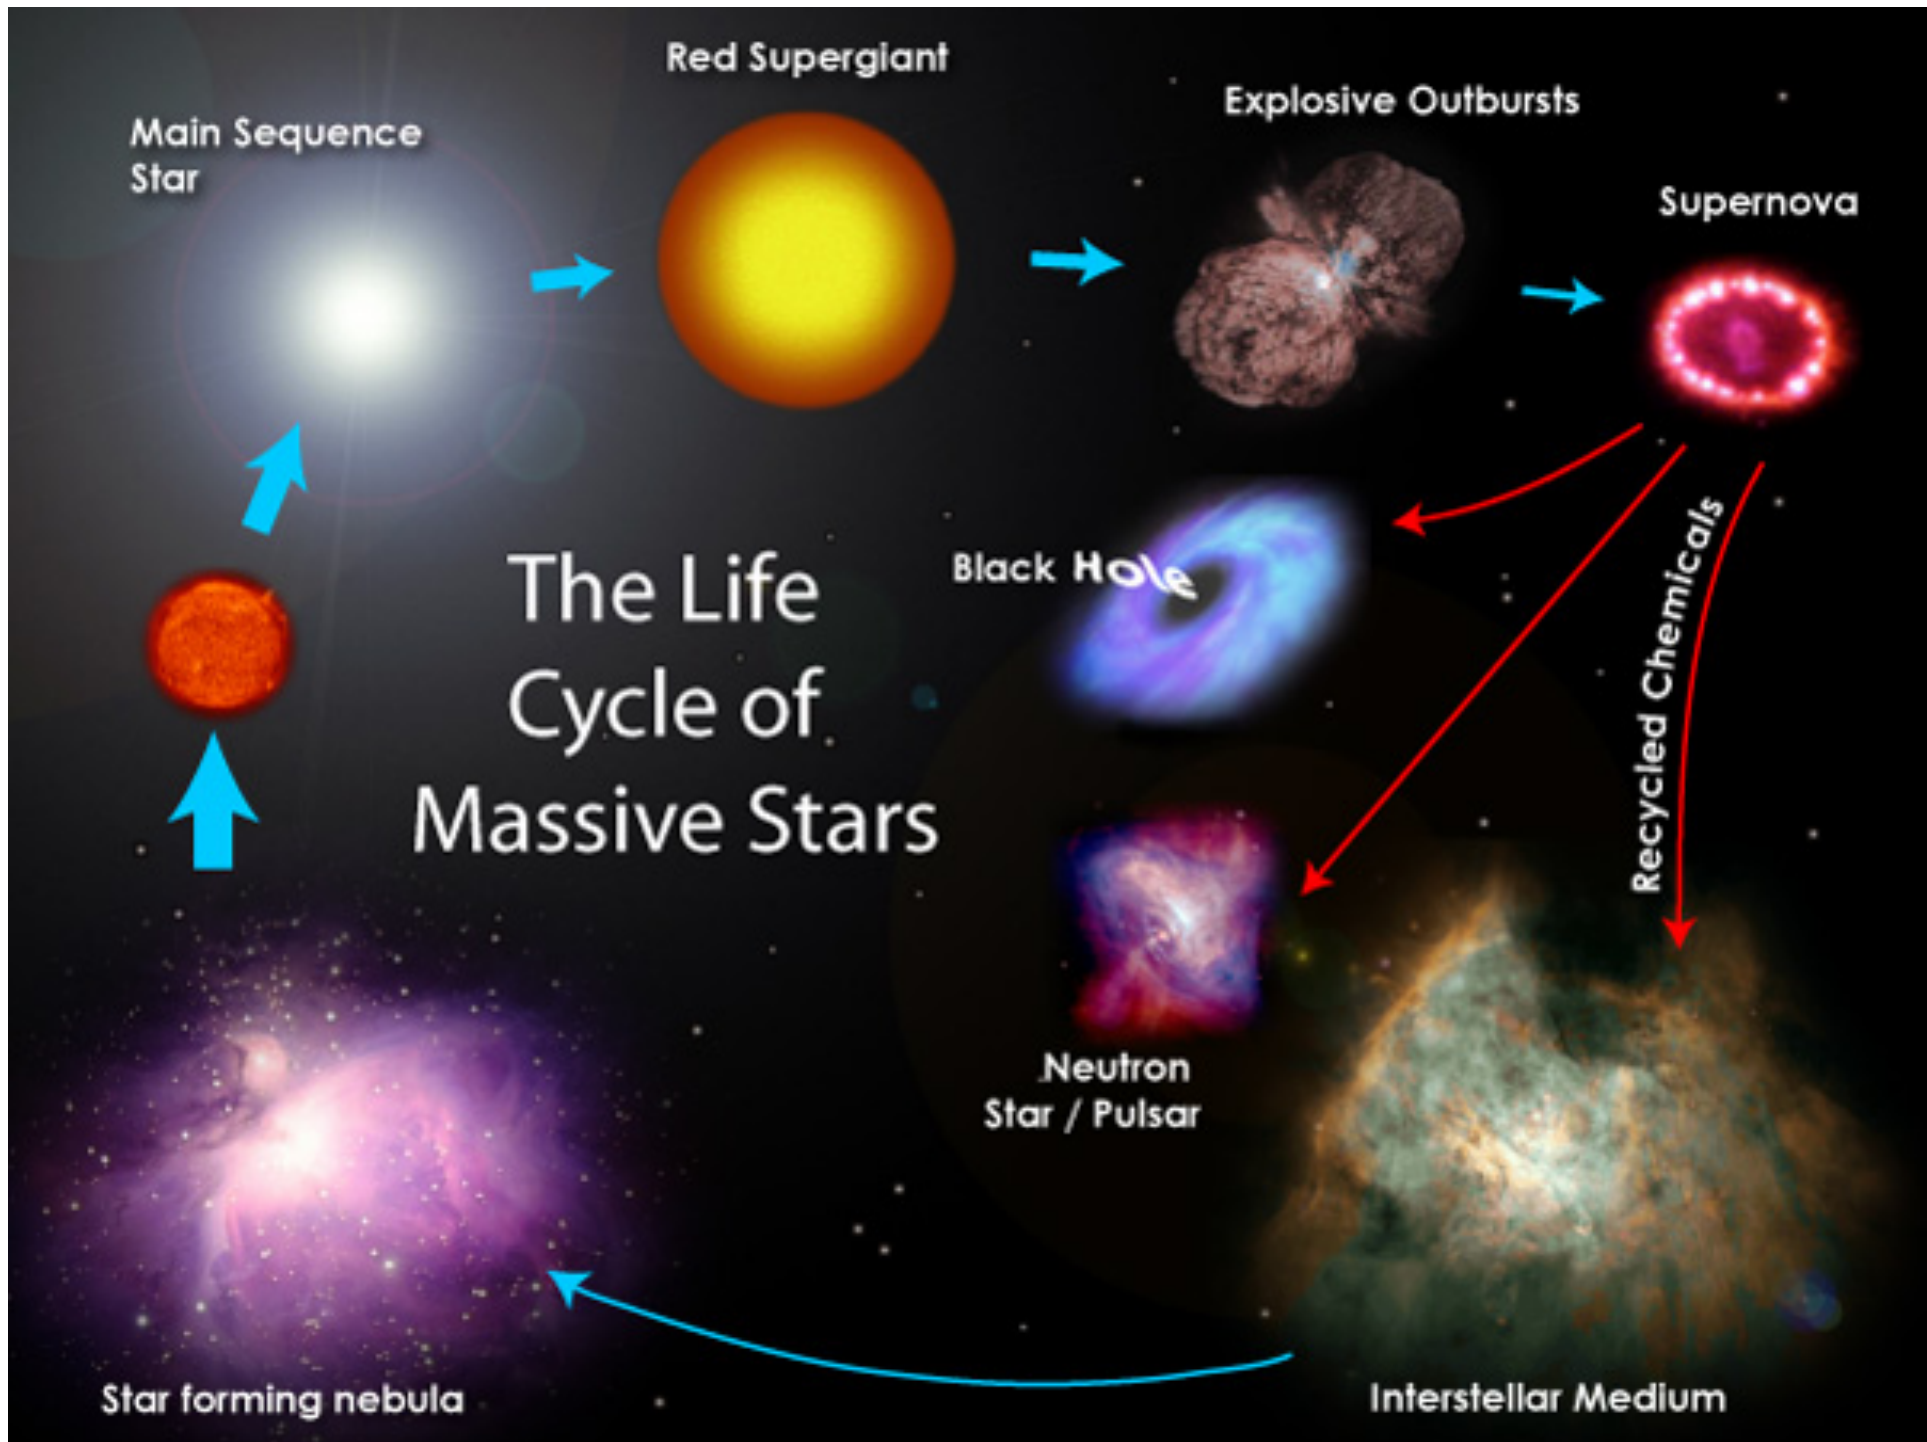 Red Supergiant
Explosive Outbursts
Main Sequence
Star
Supernova
The Life
Cycle of
Massive Stars
Black Hole
Recycled Chemicals
Neutron
Star / Pulsar
Star forming nebula
Interstellar Medium